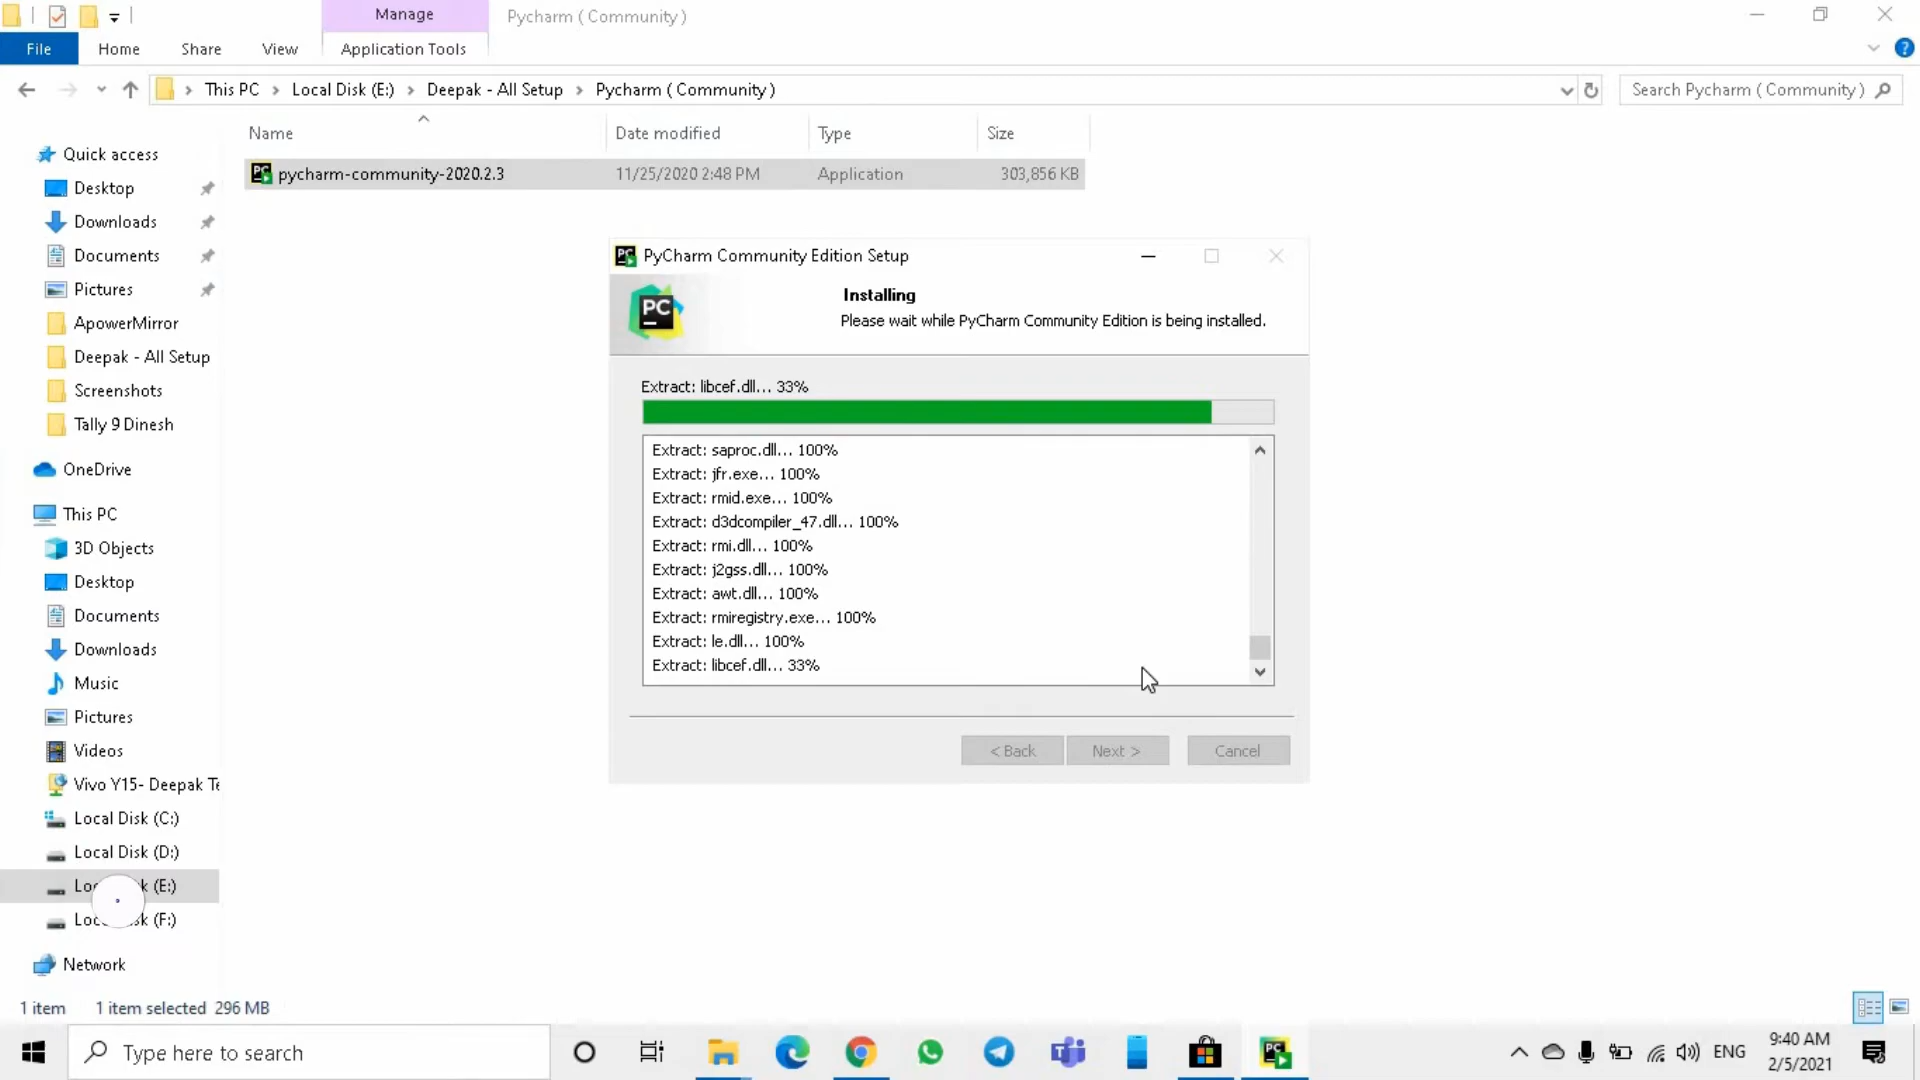 Manage
Pycharm ( Community )
File
Home
Share
View
Application Tools
This PC
Local Disk (E:)
Deepak - All Setup
Pycharm ( Community )
Search Pycharm ( Community )
Name
Date modified
Type
Size
pycharm-community-2020.2.3
11/25/2020 2:48 PM
Application
303,856 KB
Quick access
Desktop
Downloads
Documents
Pictures
ApowerMirror
Deepak - All Setup
Screenshots
Tally 9 Dinesh
OneDrive
This PC
3D Objects
Desktop
Documents
Downloads
Music
Pictures
Videos
Vivo Y15- Deepak Te
Local Disk (C:)
Local Disk (D:)
k (E:)
k (F:)
Network
PC PyCharm Community Edition Setup
PC
Installing
Please wait while PyCharm Community Edition is being installed.
Extract: libcef.dll... 33%
Extract: saproc.dll... 100%
Extract: jfr.exe... 100%
Extract: rmid.exe... 100%
Extract: d3dcompiler_47.dll... 100%
Extract: rmi.dll... 100%
Extract: j2gss.dll... 100%
Extract: awt.dll... 100%
Extract: rmiregistry.exe... 100%
Extract: le.dll... 100%
Extract: libcef.dll... 33%
< Back
Next >
Cancel
1 item
1 item selected 296 MB
Type here to search
ENG
9:40 AM
2/5/2021